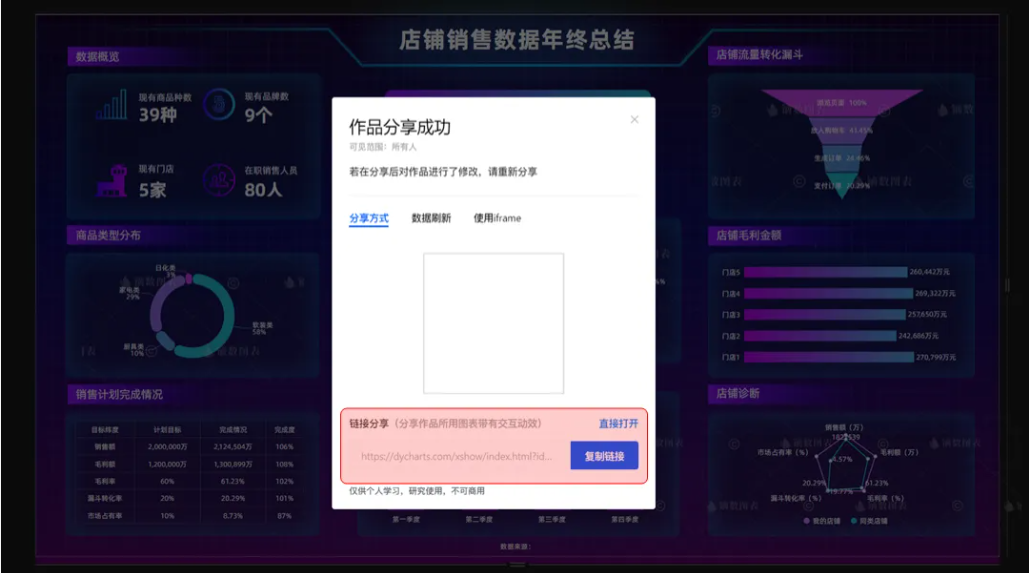 店铺销售数据年终总结
数据概览
现有商品种数
39种
现有品牌数
9个
现有门店
5家
在职销售人员
80人
商品类型分布
日化类
3%
29%
软装类
58%
厨具类
10%
销售计划完成情况
目标纬度 计划目标 完成情况 完成度
销售额 2,000,000万 2,124,504万 106%
毛利额 1,200,000万 1,300,899万 108%
毛利率 60% 61.23% 102%
漏斗转化率 20% 20.29% 101%
市场占有率 10% 8.73% 87%
作品分享成功
可见范围：所有人
若在分享后对作品进行了修改，请重新分享
分享方式 数据刷新 使用iframe
链接分享（分享作品所用图表带有交互动效） 直接打开
https://dycharts.com/xshow/index.html?id... 复制链接
仅供个人学习，研究使用，不可商用
第一季度 第二季度 第三季度 第四季度
数据来源：
店铺流量转化漏斗
浏览页面 100%
放入购物车 41.45%
生成订单 24.46%
支付订单 20.29%
店铺毛利金额
门店5 260,442万元
门店4 269,322万元
门店3 257,650万元
门店2 242,686万元
门店1 270,799万元
店铺诊断
销售额（万）
市场占有率（%） 毛利额（万）
4.57%
20.29% 61.23%
漏斗转化率（%） 毛利率（%）
我的店铺 同类店铺